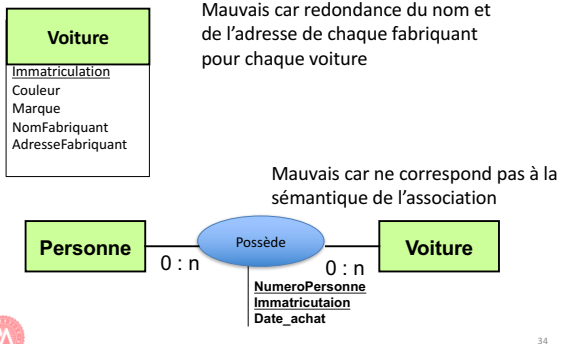 Mauvais car redondance du nom et
de l'adresse de chaque fabriquant
pour chaque voiture
Voiture
Immatriculation
Couleur
Marque
NomFabriquant
AdresseFabriquant
Mauvais car ne correspond pas à la
sémantique de l'association
Personne
0 : n
Possède
0 : n
Voiture
NumeroPersonne
Immatricutaion
Date_achat
34